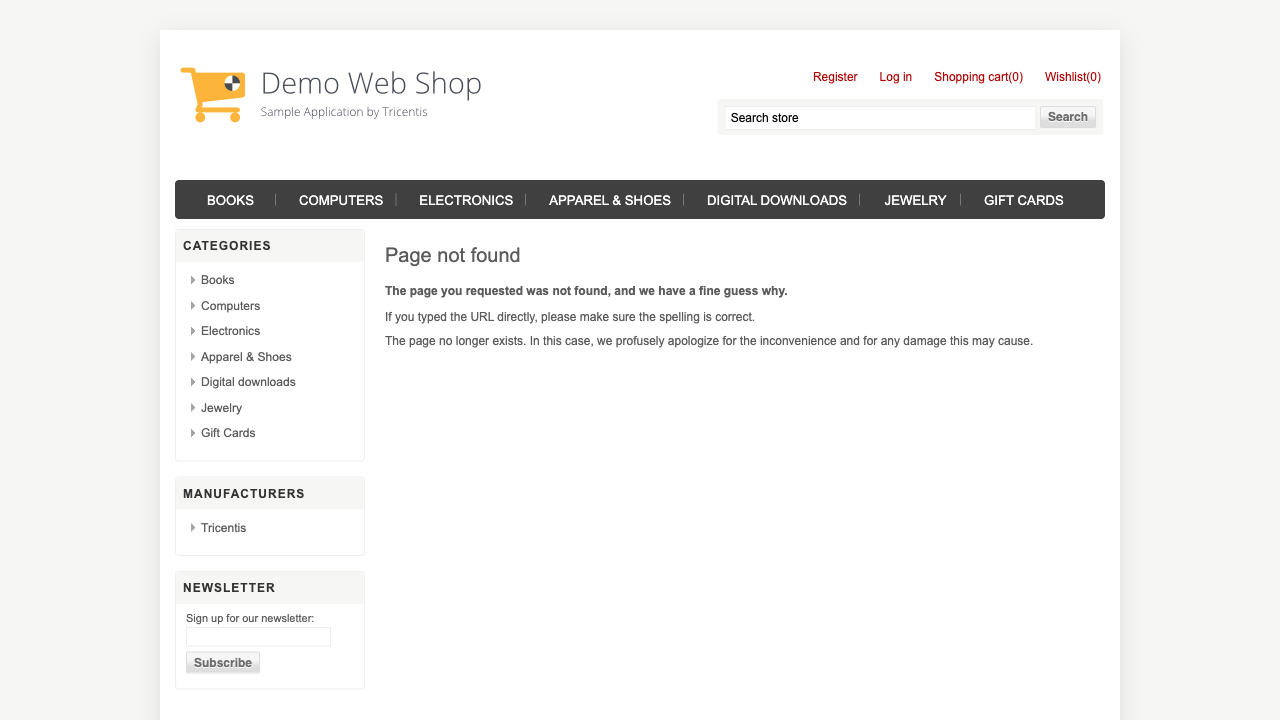 Demo Web Shop
Sample Application by Tricentis
Register Log in Shopping cart(0) Wishlist(0)
Search store Search
BOOKS COMPUTERS ELECTRONICS APPAREL & SHOES DIGITAL DOWNLOADS JEWELRY GIFT CARDS
CATEGORIES
Books
Computers
Electronics
Apparel & Shoes
Digital downloads
Jewelry
Gift Cards
MANUFACTURERS
Tricentis
NEWSLETTER
Sign up for our newsletter:
Subscribe
Page not found
The page you requested was not found, and we have a fine guess why.
If you typed the URL directly, please make sure the spelling is correct.
The page no longer exists. In this case, we profusely apologize for the inconvenience and for any damage this may cause.